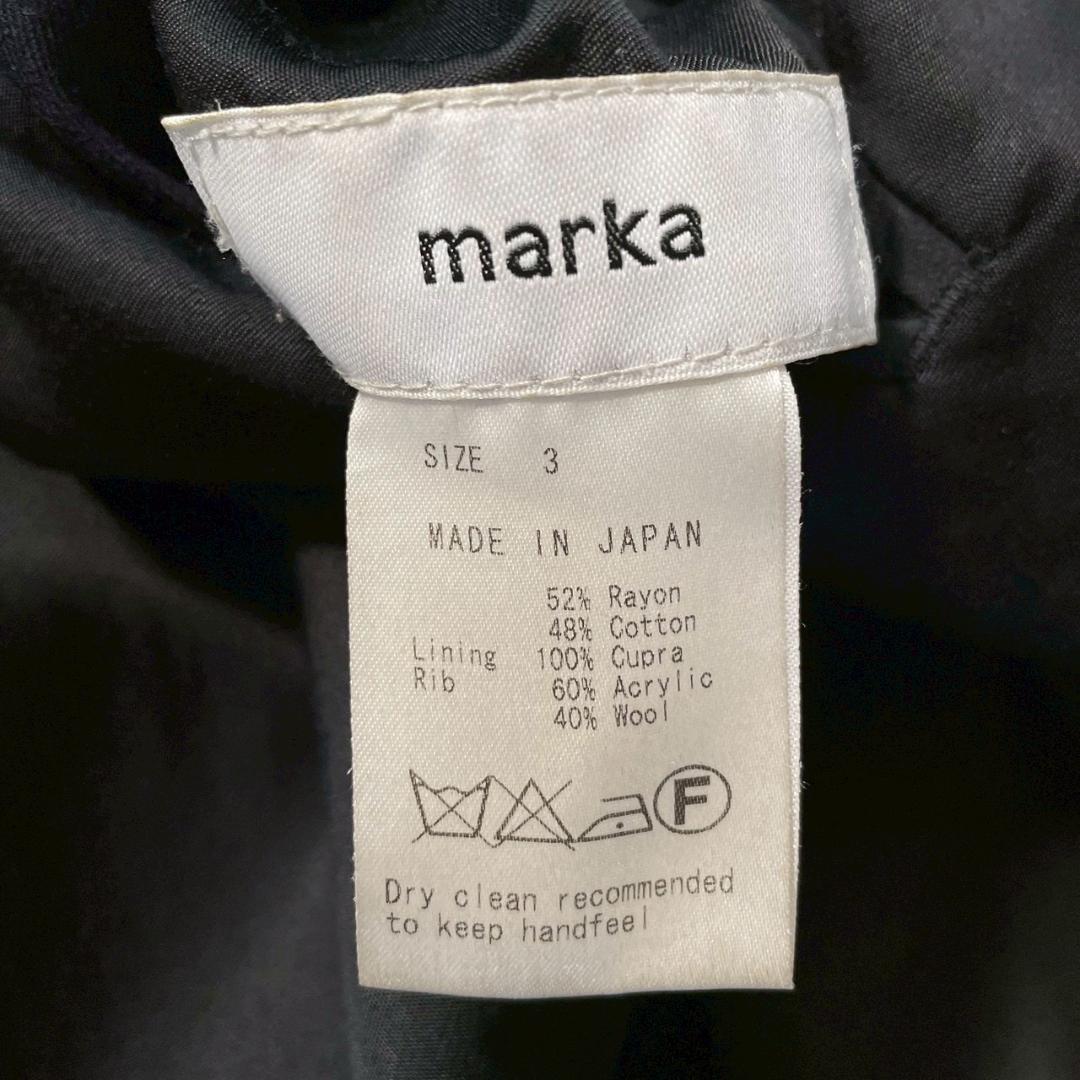 marka
SIZE 3
MADE IN JAPAN
52% Rayon
48% Cotton
Lining 100% Cupra
Rib 60% Acrylic
40% Wool
F
Dry clean recommended
to keep handfeel